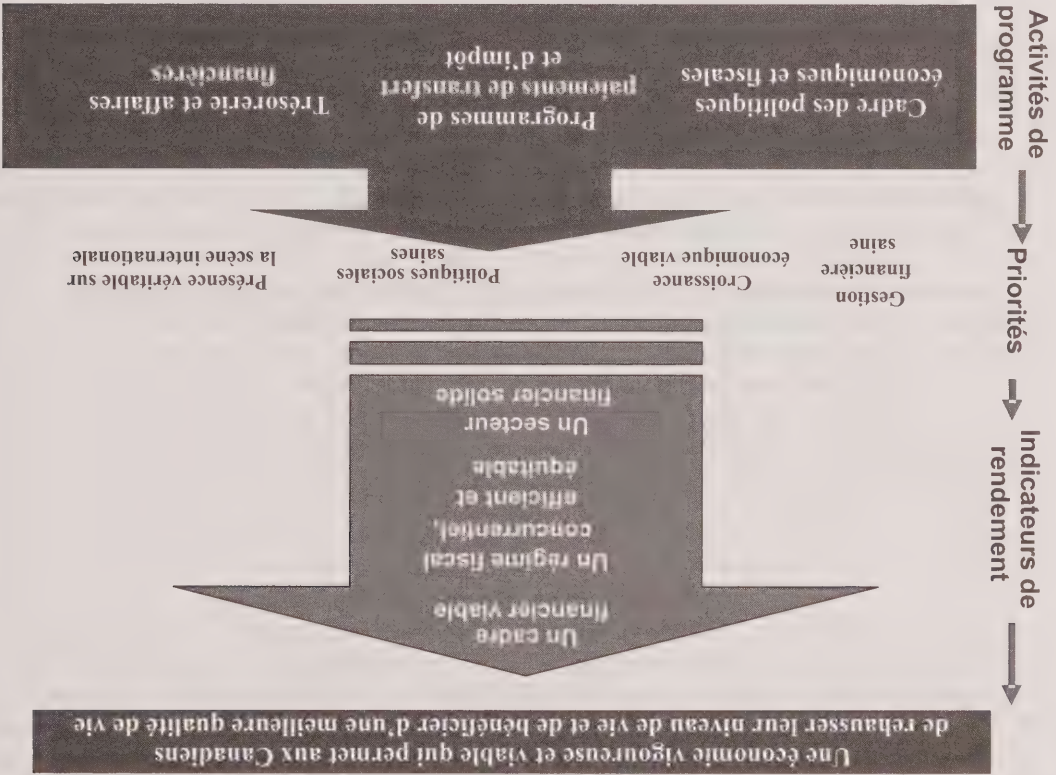 Une économie vigoureuse et viable qui permet aux Canadiens
de rehausser leur niveau de vie et de bénéficier d'une meilleure qualité de vie
Indicateurs de
rendement
Un cadre
financier viable
Un régime fiscal
concurrentiel,
efficient et
équitable
Un secteur
financier solide
Priorités
Gestion
financière
saine
Croissance
économique viable
Politiques sociales
saines
Présence véritable sur
la scène internationale
Activités de
programme
Cadre des politiques
économiques et fiscales
Programmes de
paiements de transfert
et d'impôt
Trésorerie et affaires
financières